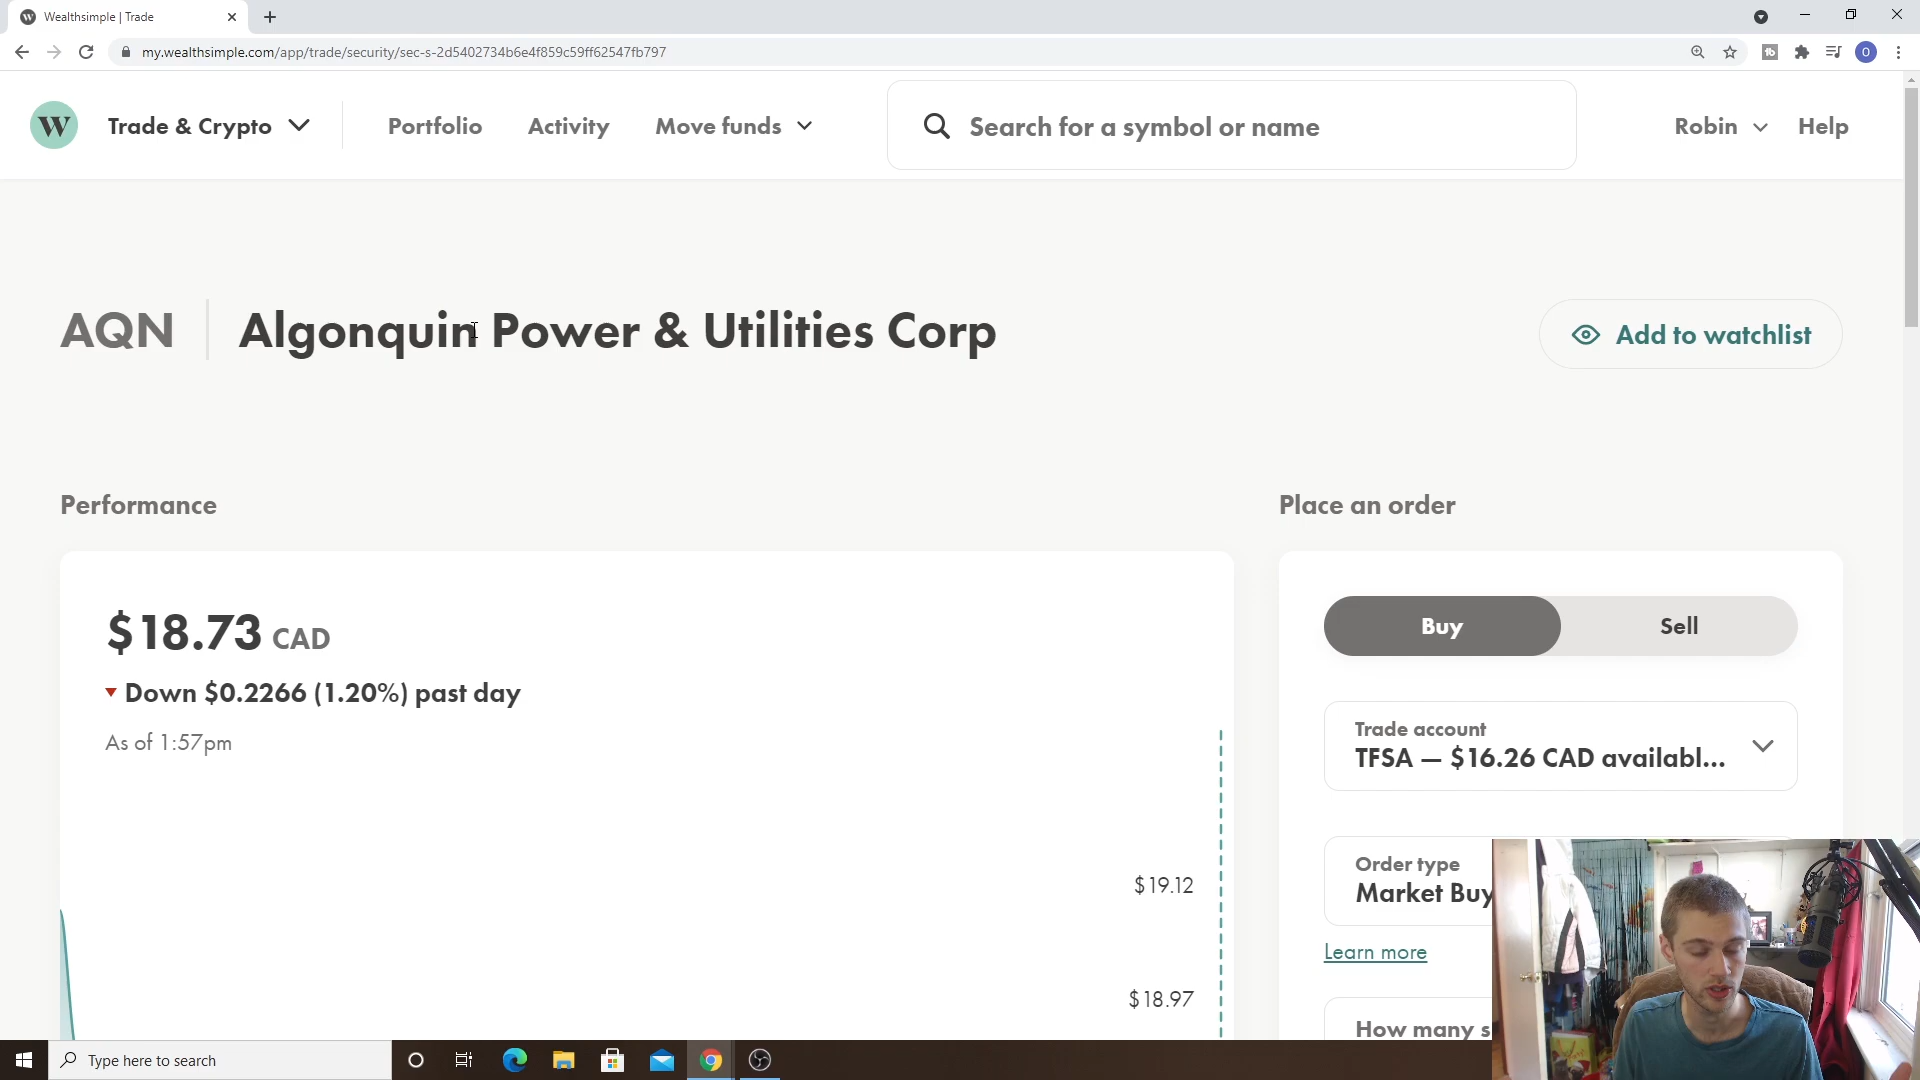 Wealthsimple | Trade
my.wealthsimple.com/app/trade/security/sec-s-2d5402734b6e4f859c59ff62547fb797
W
Trade & Crypto
Portfolio
Activity
Move funds
Search for a symbol or name
Robin
Help
AQN
Algonquin Power & Utilities Corp
Add to watchlist
Performance
Place an order
$18.73 CAD
Down $0.2266 (1.20%) past day
As of 1:57pm
$19.12
$18.97
Buy
Sell
Trade account
TFSA — $16.26 CAD availabl...
Order type
Market Buy
Learn more
How many s
Type here to search